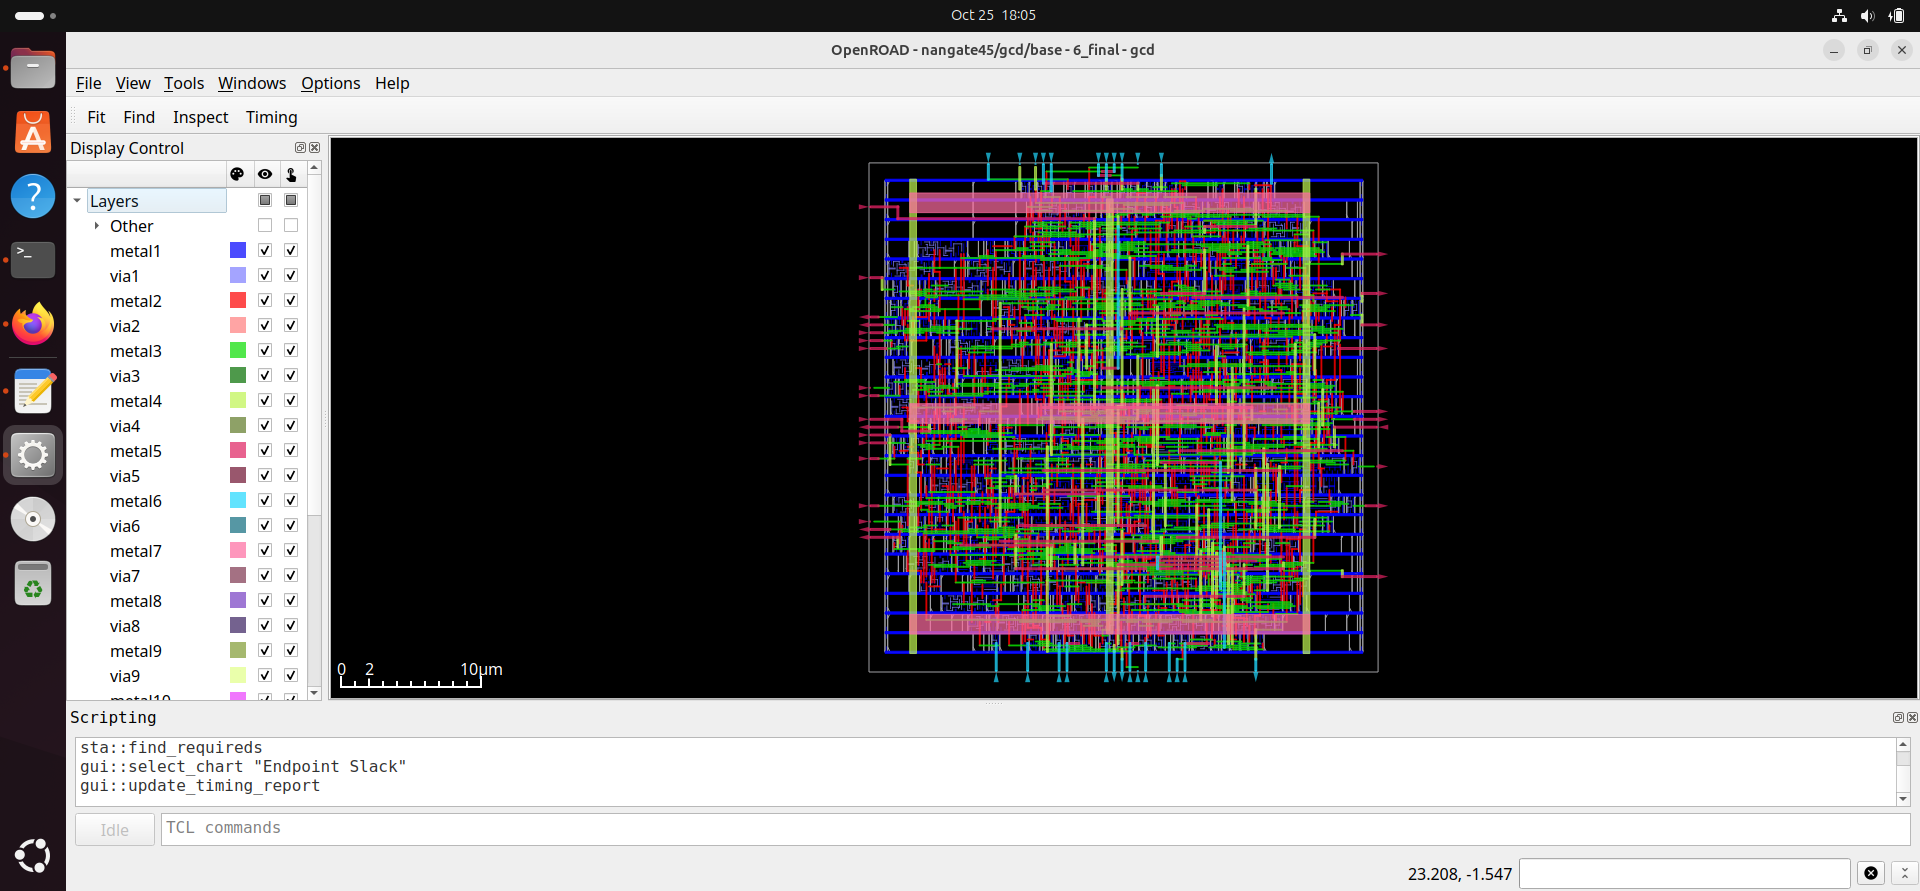 Oct 25 18:05
OpenROAD - nangate45/gcd/base - 6_final - gcd
File View Tools Windows Options Help
Fit Find Inspect Timing
Display Control
Layers
Other
metal1
via1
metal2
via2
metal3
via3
metal4
via4
metal5
via5
metal6
via6
metal7
via7
metal8
via8
metal9
via9
metal10
0 2 10μm
Scripting
sta::find_requireds
gui::select_chart "Endpoint Slack"
gui::update_timing_report
Idle TCL commands
23.208, -1.547